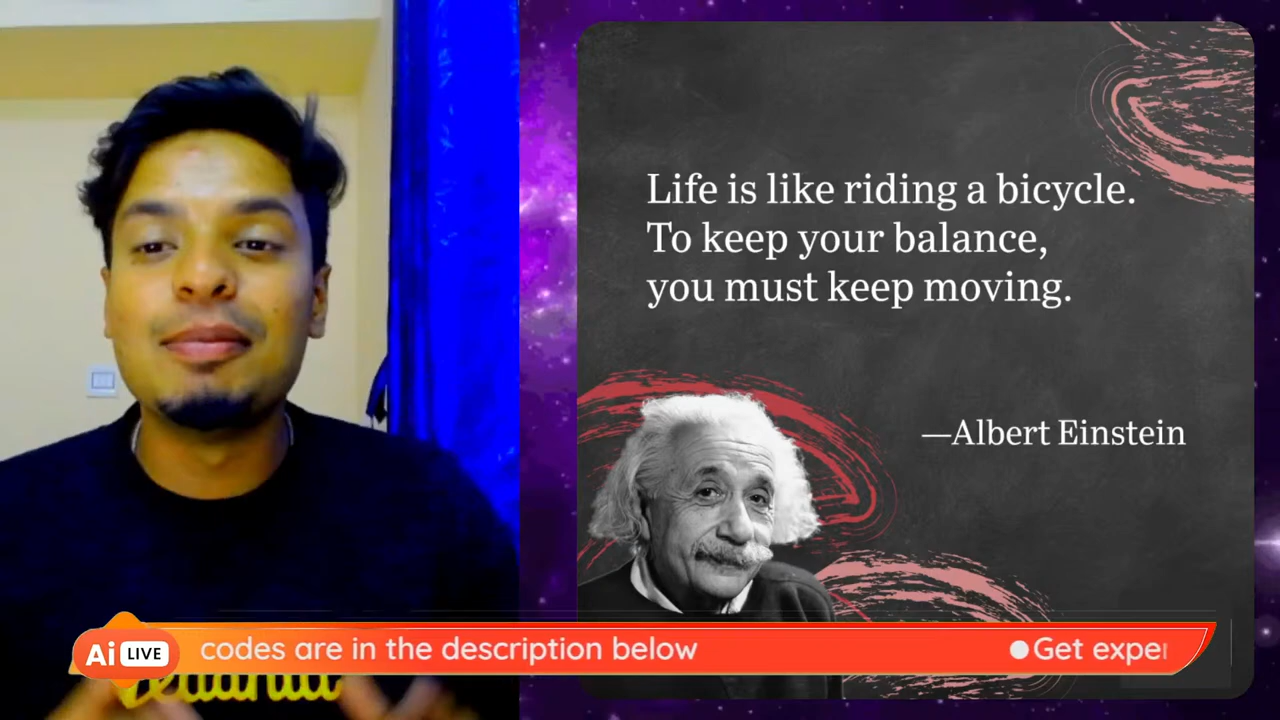 Life is like riding a bicycle.
To keep your balance,
you must keep moving.
—Albert Einstein
Ai LIVE
codes are in the description below
Get exper